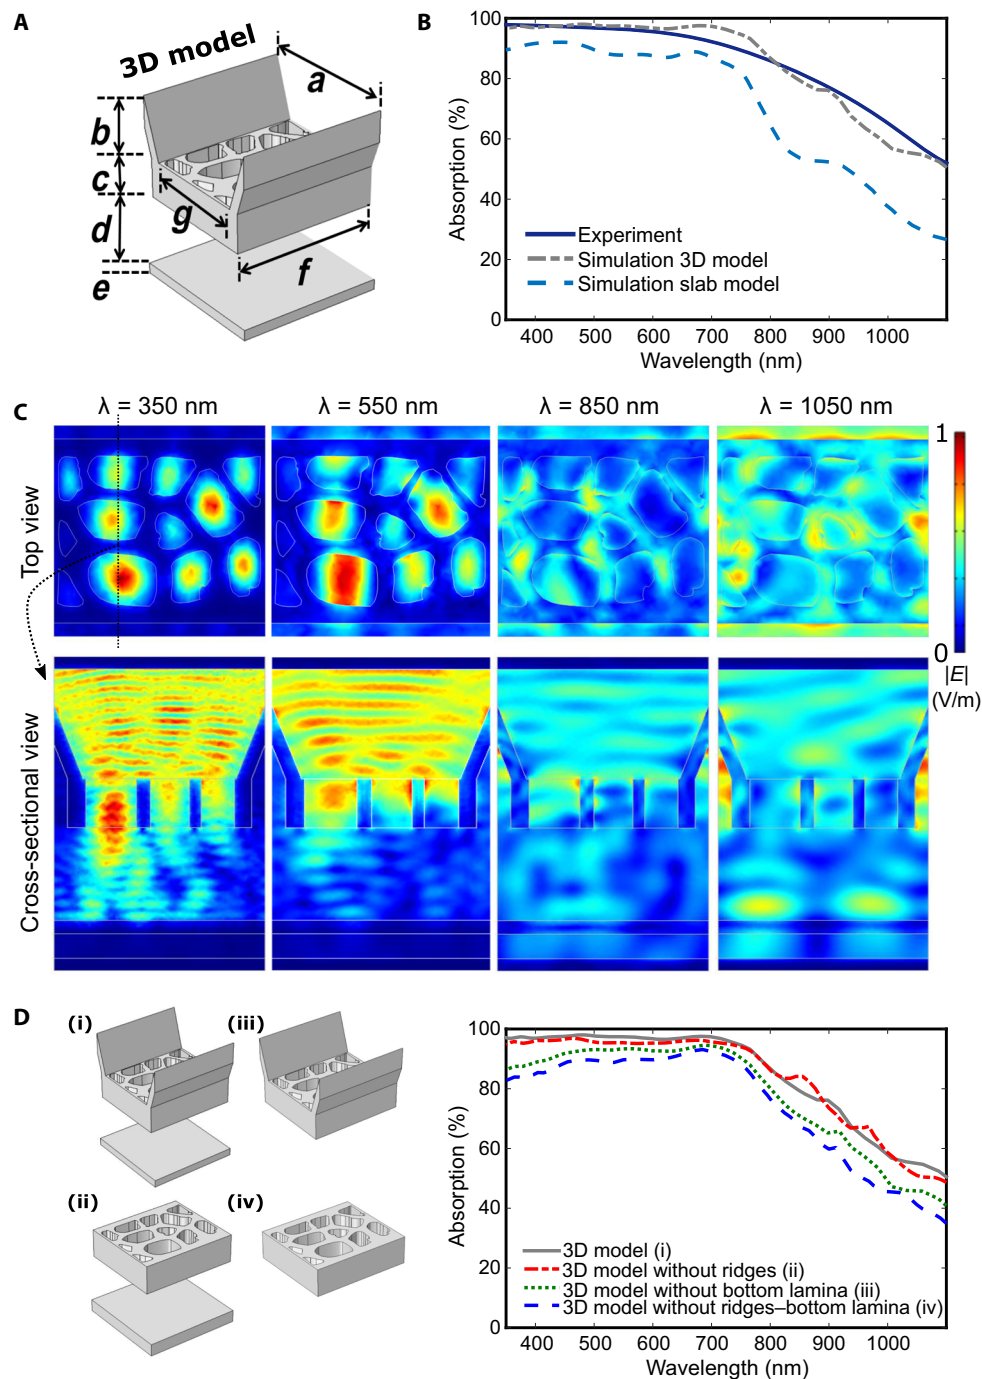 A
3D model
a
b
c
d
e
f
g
B
Absorption (%)
100
80
60
40
20
0
Experiment
Simulation 3D model
Simulation slab model
400 500 600 700 800 900 1000
Wavelength (nm)
C
λ = 350 nm λ = 550 nm λ = 850 nm λ = 1050 nm
Top view
Cross-sectional view
1
0
|E|
(V/m)
D
(i)
(iii)
(ii)
(iv)
Absorption (%)
100
80
60
40
20
0
3D model (i)
3D model without ridges (ii)
3D model without bottom lamina (iii)
3D model without ridges–bottom lamina (iv)
400 500 600 700 800 900 1000
Wavelength (nm)